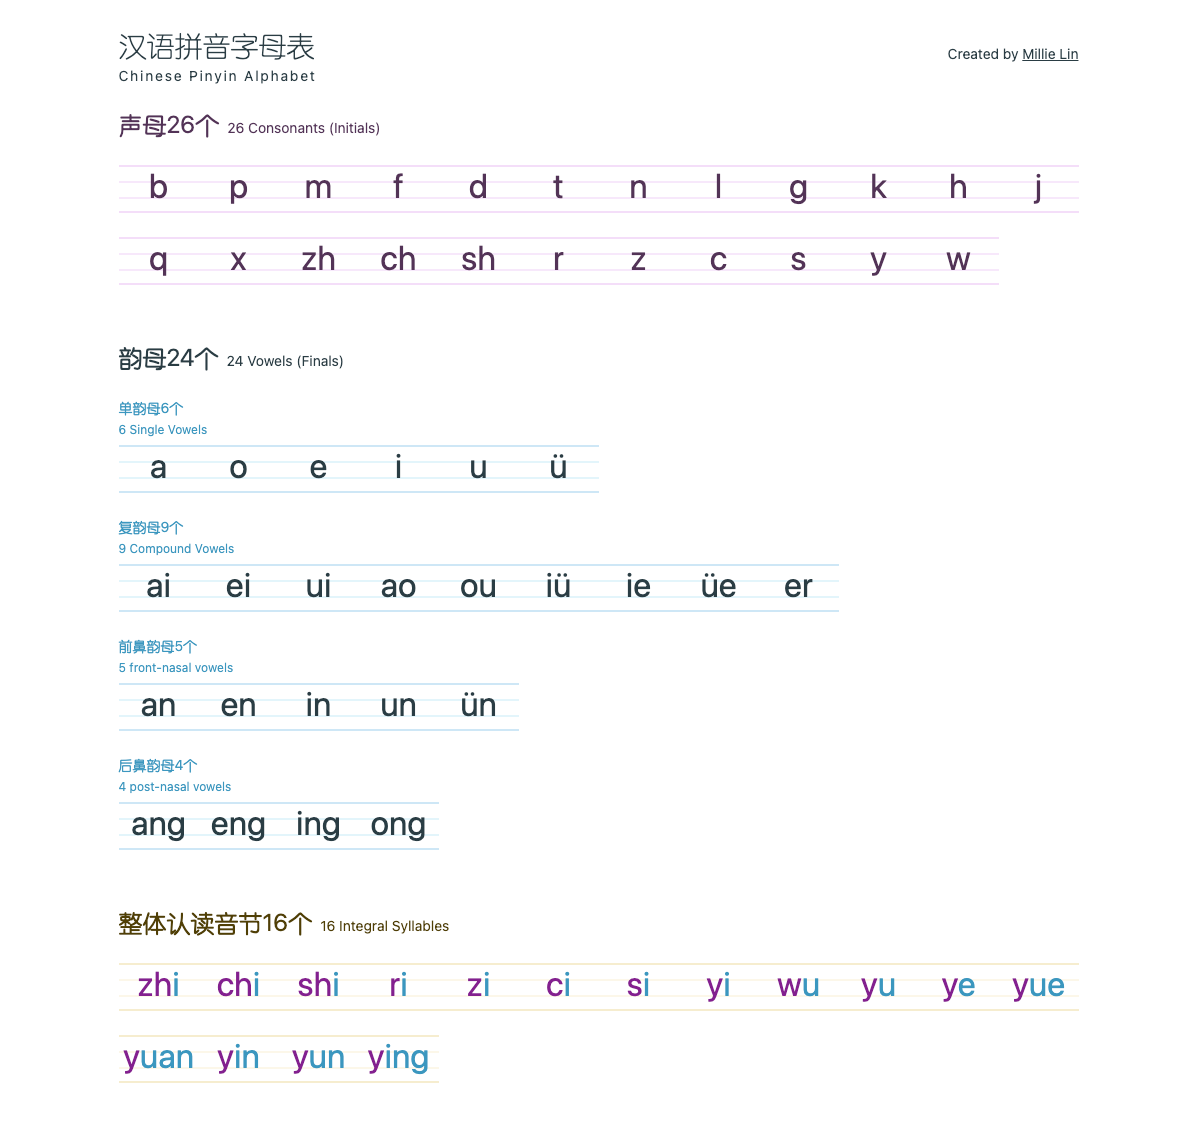 汉语拼音字母表
Chinese Pinyin Alphabet
Created by Millie Lin
声母26个 26 Consonants (Initials)
b p m f d t n l g k h j
q x zh ch sh r z c s y w
韵母24个 24 Vowels (Finals)
单韵母6个
6 Single Vowels
a o e i u ü
复韵母9个
9 Compound Vowels
ai ei ui ao ou iü ie üe er
前鼻韵母5个
5 front-nasal vowels
an en in un ün
后鼻韵母4个
4 post-nasal vowels
ang eng ing ong
整体认读音节16个 16 Integral Syllables
zhi chi shi ri zi ci si yi wu yu ye yue
yuan yin yun ying